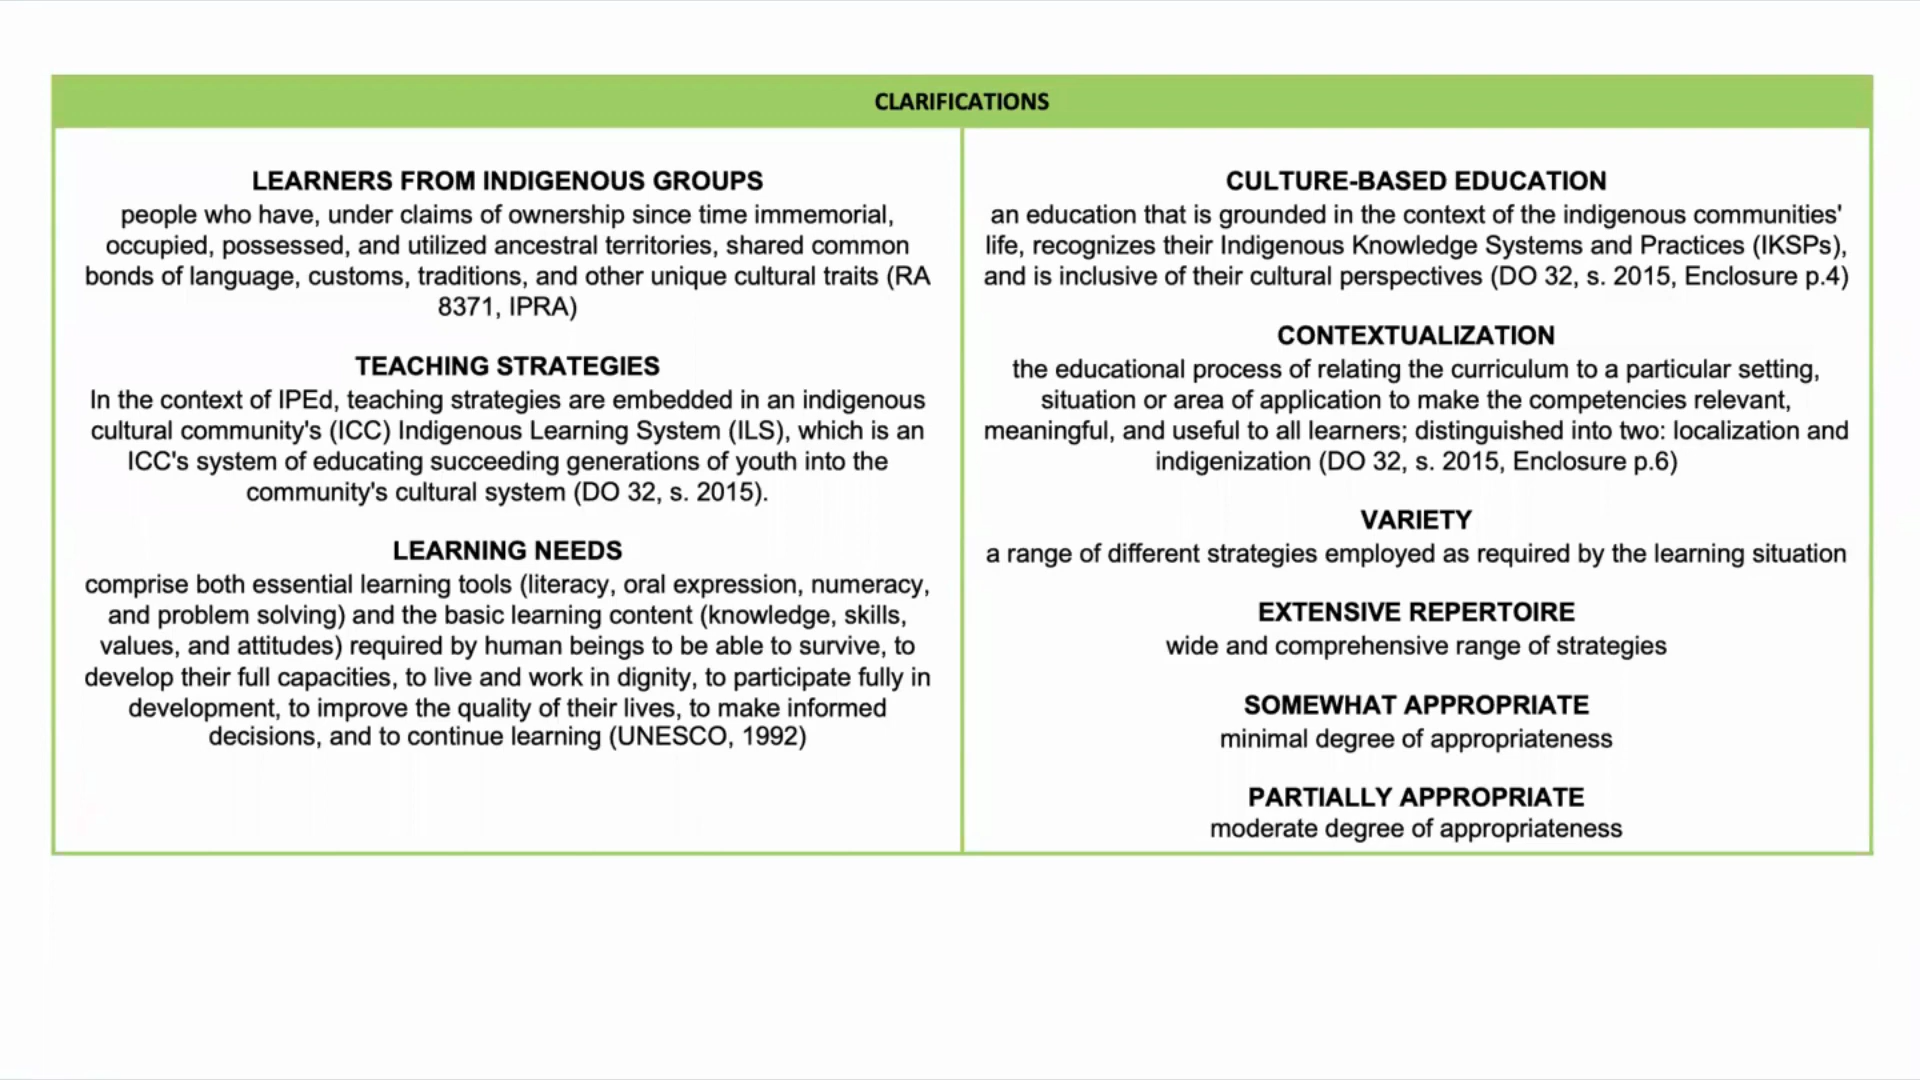 CLARIFICATIONS
LEARNERS FROM INDIGENOUS GROUPS
people who have, under claims of ownership since time immemorial,
occupied, possessed, and utilized ancestral territories, shared common
bonds of language, customs, traditions, and other unique cultural traits (RA
8371, IPRA)
TEACHING STRATEGIES
In the context of IPEd, teaching strategies are embedded in an indigenous
cultural community's (ICC) Indigenous Learning System (ILS), which is an
ICC's system of educating succeeding generations of youth into the
community's cultural system (DO 32, s. 2015).
LEARNING NEEDS
comprise both essential learning tools (literacy, oral expression, numeracy,
and problem solving) and the basic learning content (knowledge, skills,
values, and attitudes) required by human beings to be able to survive, to
develop their full capacities, to live and work in dignity, to participate fully in
development, to improve the quality of their lives, to make informed
decisions, and to continue learning (UNESCO, 1992)
CULTURE-BASED EDUCATION
an education that is grounded in the context of the indigenous communities'
life, recognizes their Indigenous Knowledge Systems and Practices (IKSPs),
and is inclusive of their cultural perspectives (DO 32, s. 2015, Enclosure p.4)
CONTEXTUALIZATION
the educational process of relating the curriculum to a particular setting,
situation or area of application to make the competencies relevant,
meaningful, and useful to all learners; distinguished into two: localization and
indigenization (DO 32, s. 2015, Enclosure p.6)
VARIETY
a range of different strategies employed as required by the learning situation
EXTENSIVE REPERTOIRE
wide and comprehensive range of strategies
SOMEWHAT APPROPRIATE
minimal degree of appropriateness
PARTIALLY APPROPRIATE
moderate degree of appropriateness